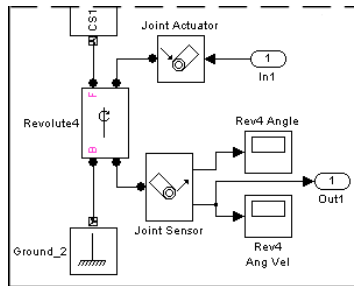 CS1
Joint Actuator
1
In1
F
Revolute4
B
Rev4 Angle
1
Out1
Joint Sensor
Ground_2
Rev4
Ang Vel